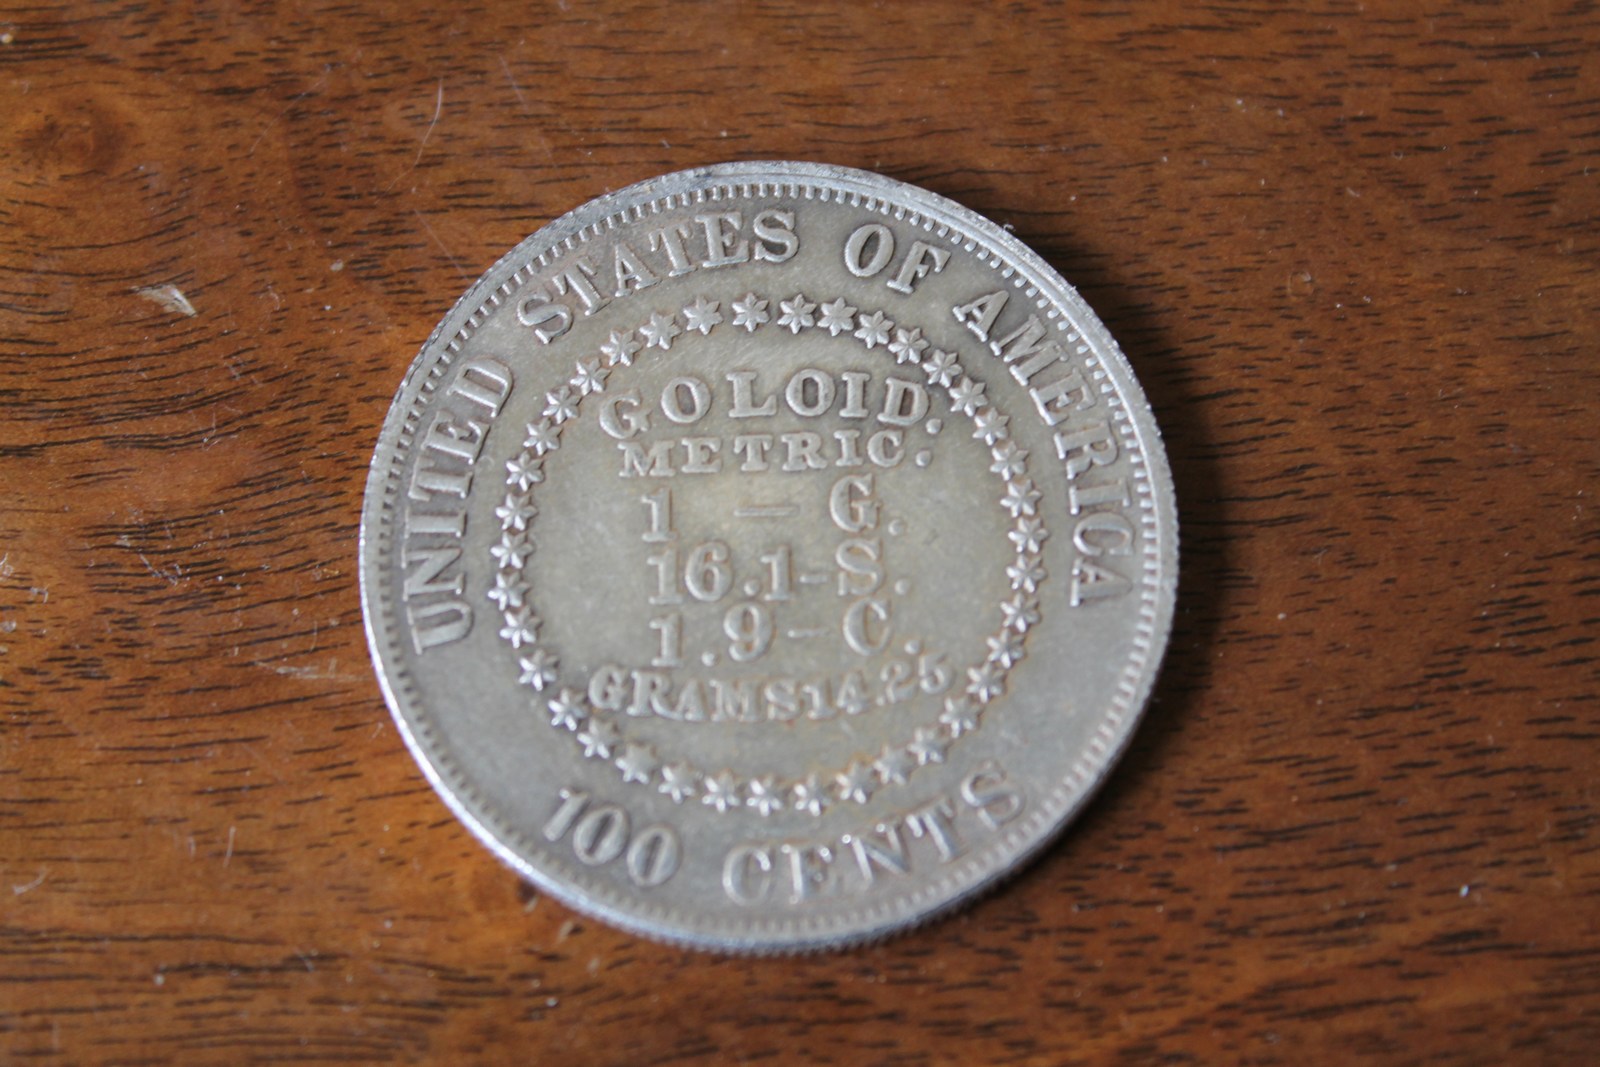 UNITED STATES OF AMERICA
GOLOID.
METRIC.
1 – G.
16.1-S.
1.9-C.
GRAMS14.25
100 CENTS